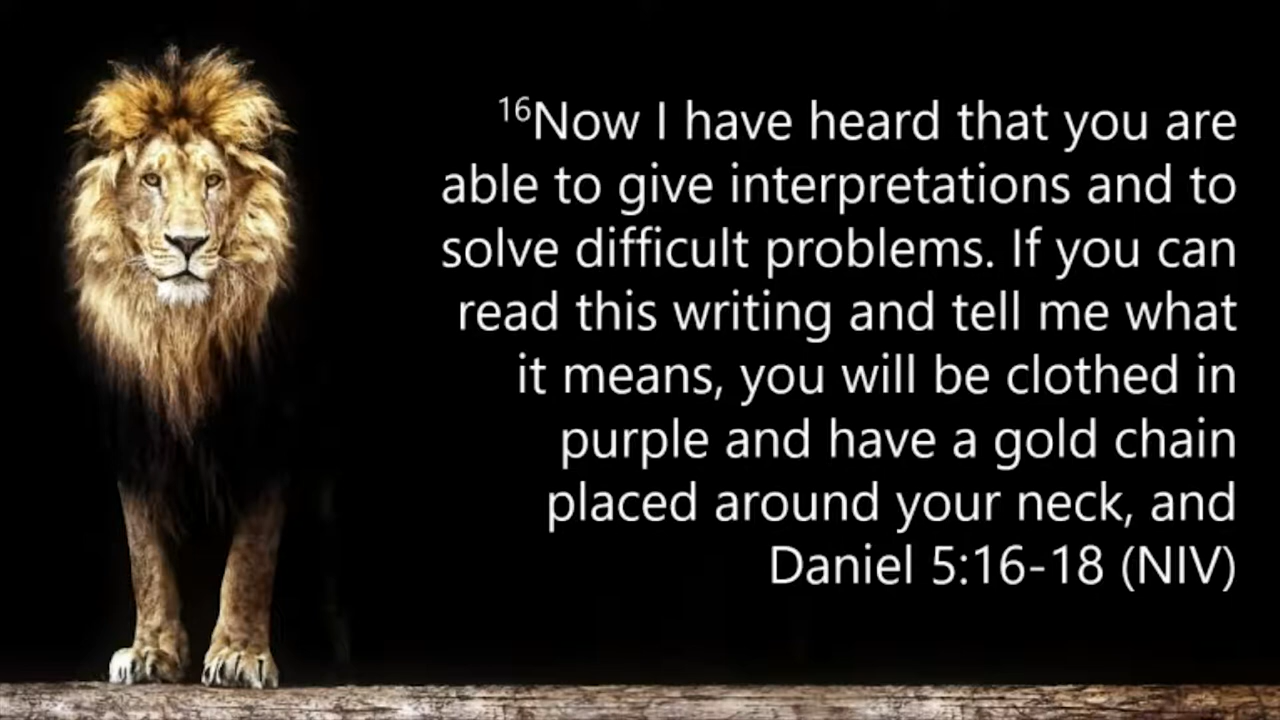 ¹⁶Now I have heard that you are
able to give interpretations and to
solve difficult problems. If you can
read this writing and tell me what
it means, you will be clothed in
purple and have a gold chain
placed around your neck, and
Daniel 5:16-18 (NIV)